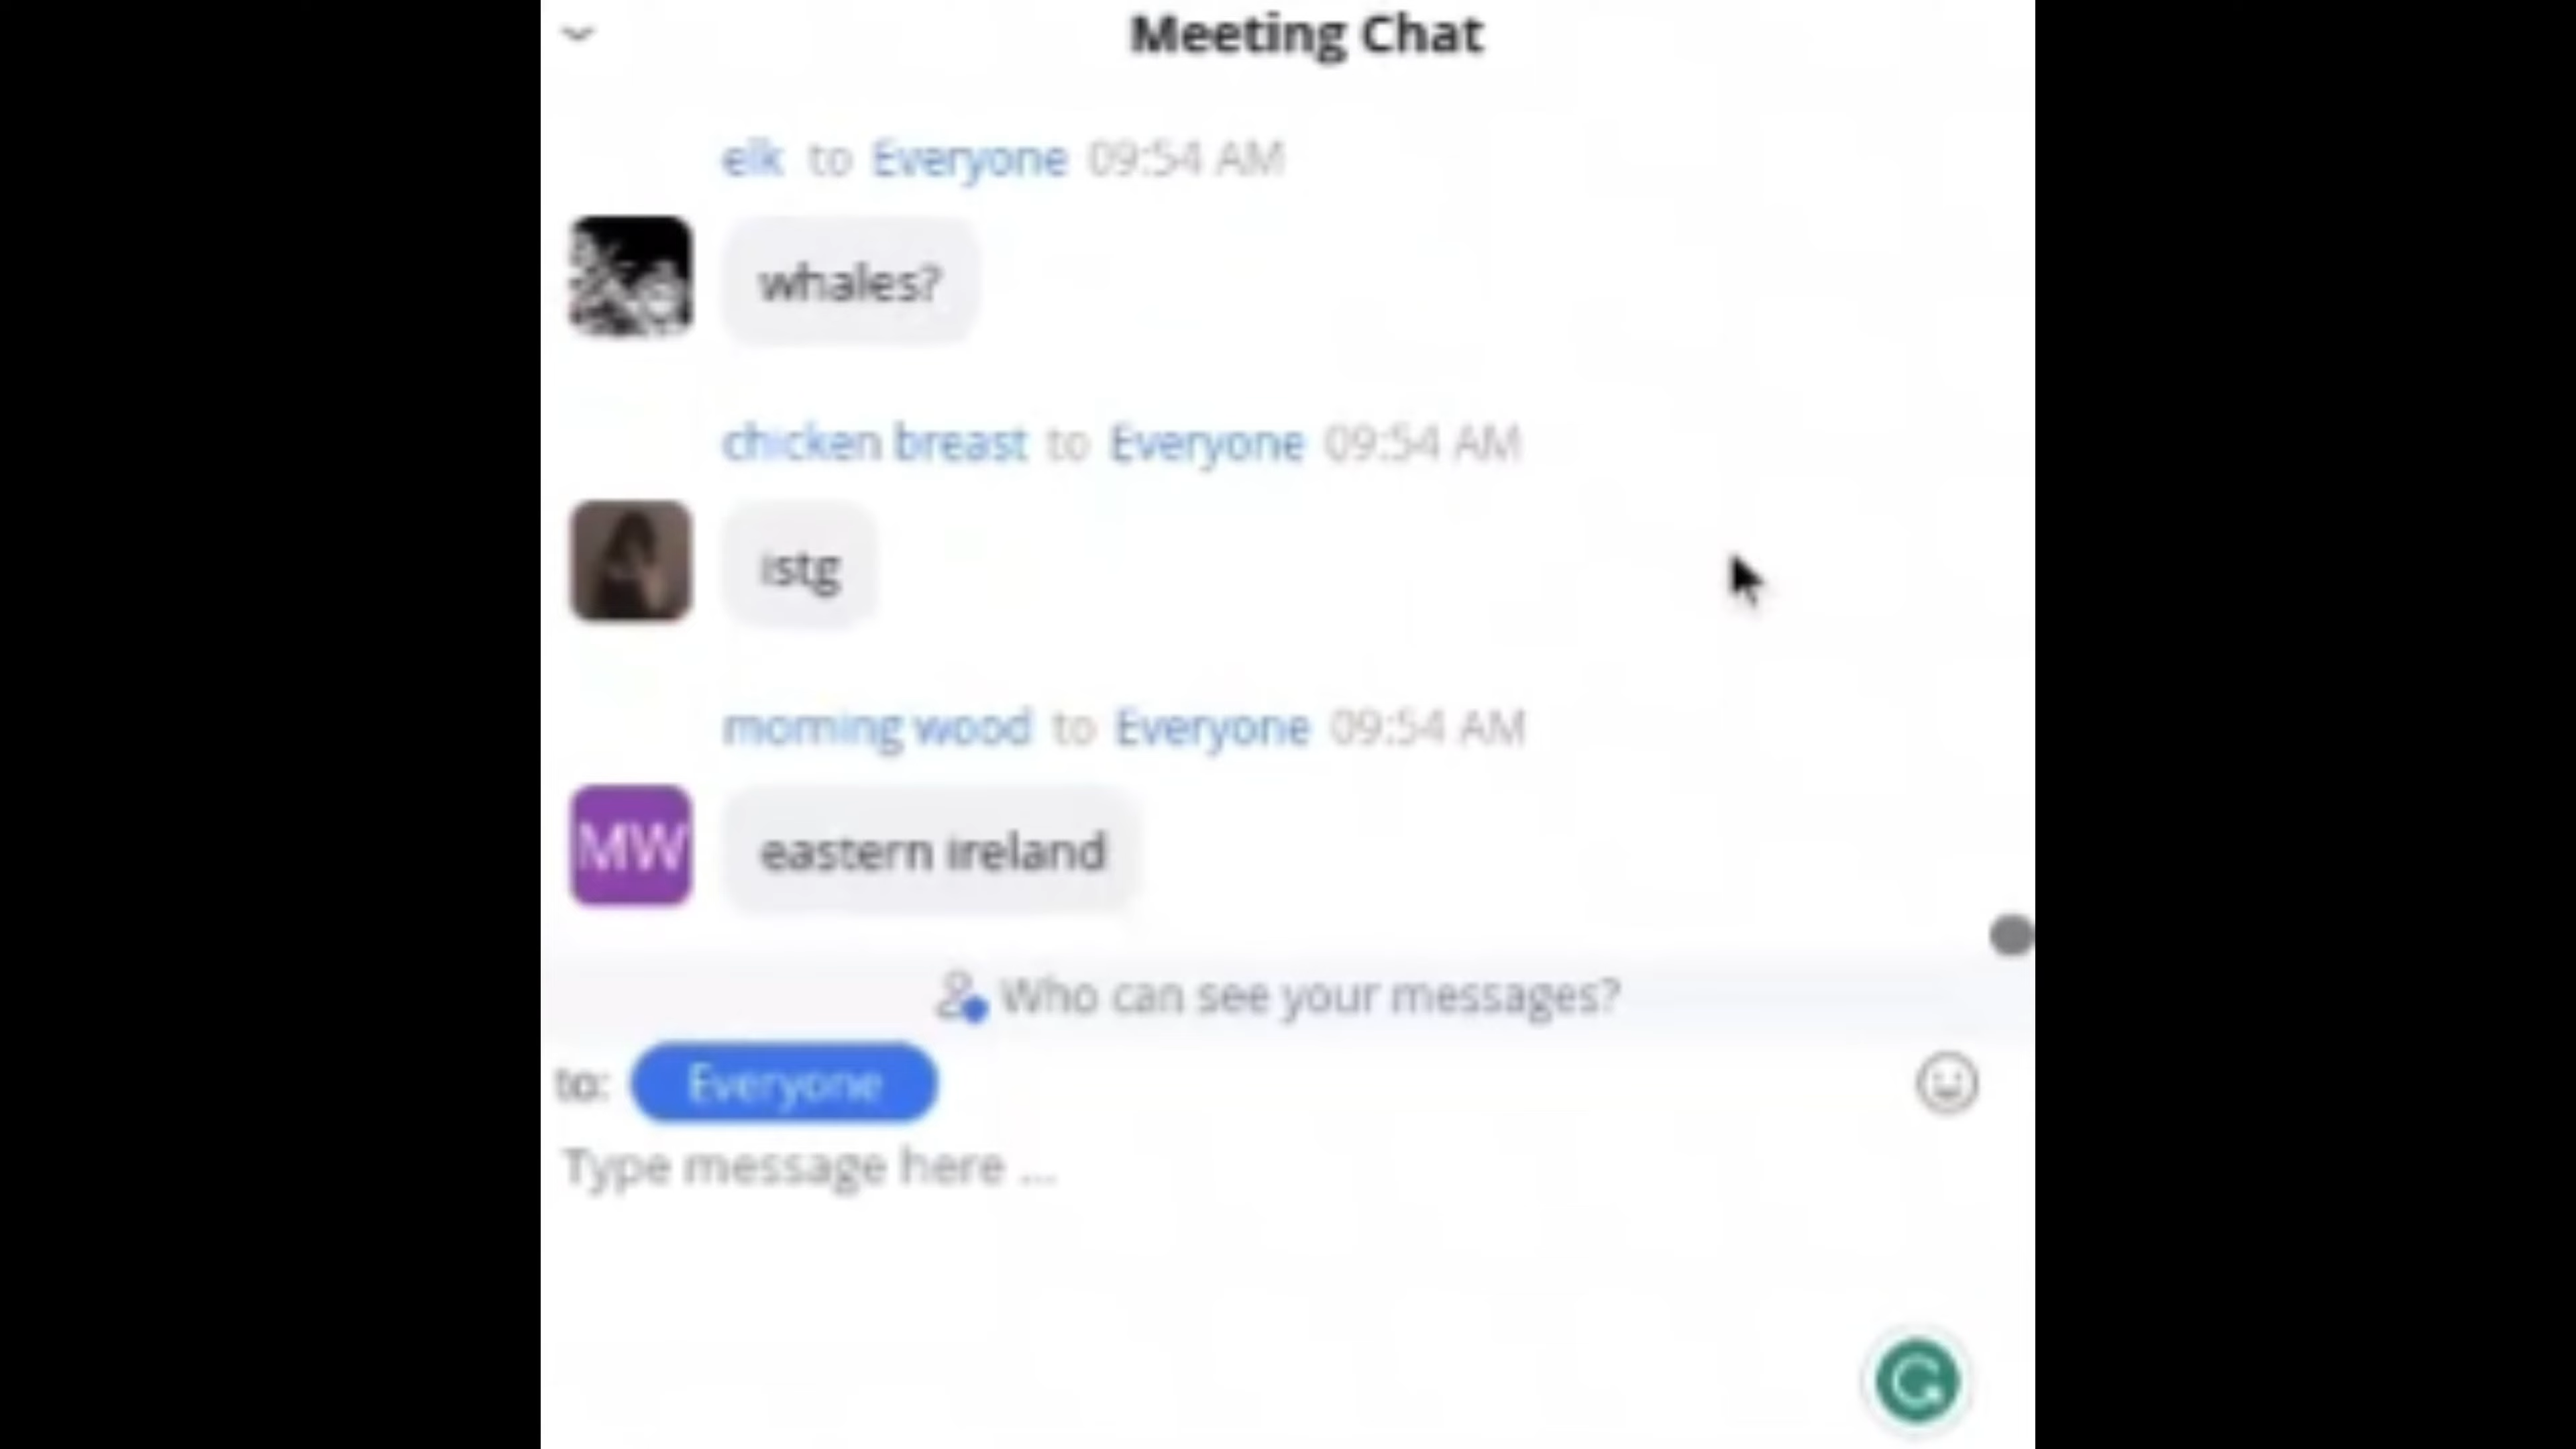 Meeting Chat
elk to Everyone 09:54 AM
whales?
chicken breast to Everyone 09:54 AM
istg
morning wood to Everyone 09:54 AM
MW
eastern ireland
Who can see your messages?
to: Everyone
Type message here ...